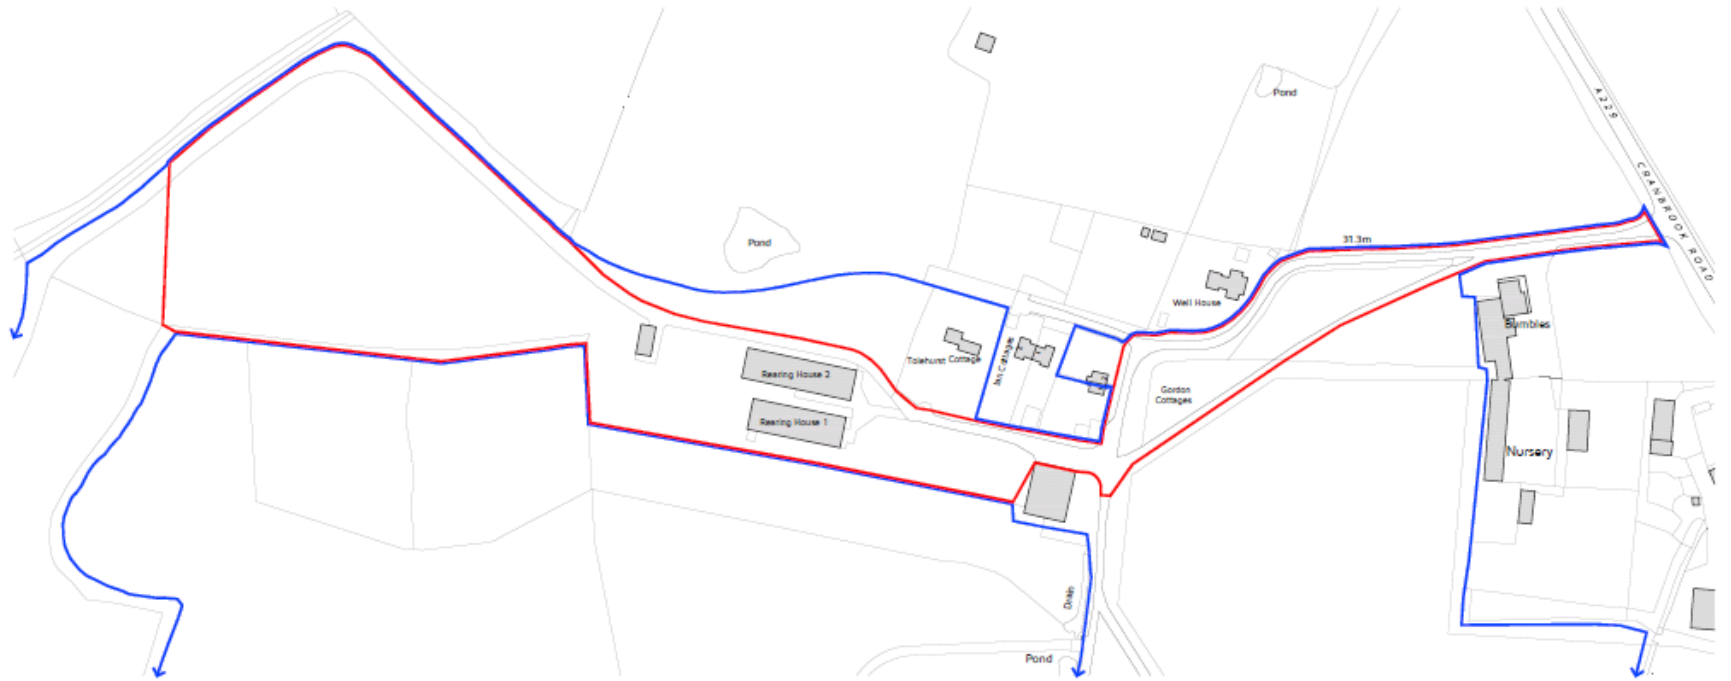 Pond
A229
CRANBROOK ROAD
Pond
31.3m
Well House
Bumbles
Tolehurst Cottage
Gordon
Cottages
Rearing House 2
Rearing House 1
Nursery
Drain
Pond